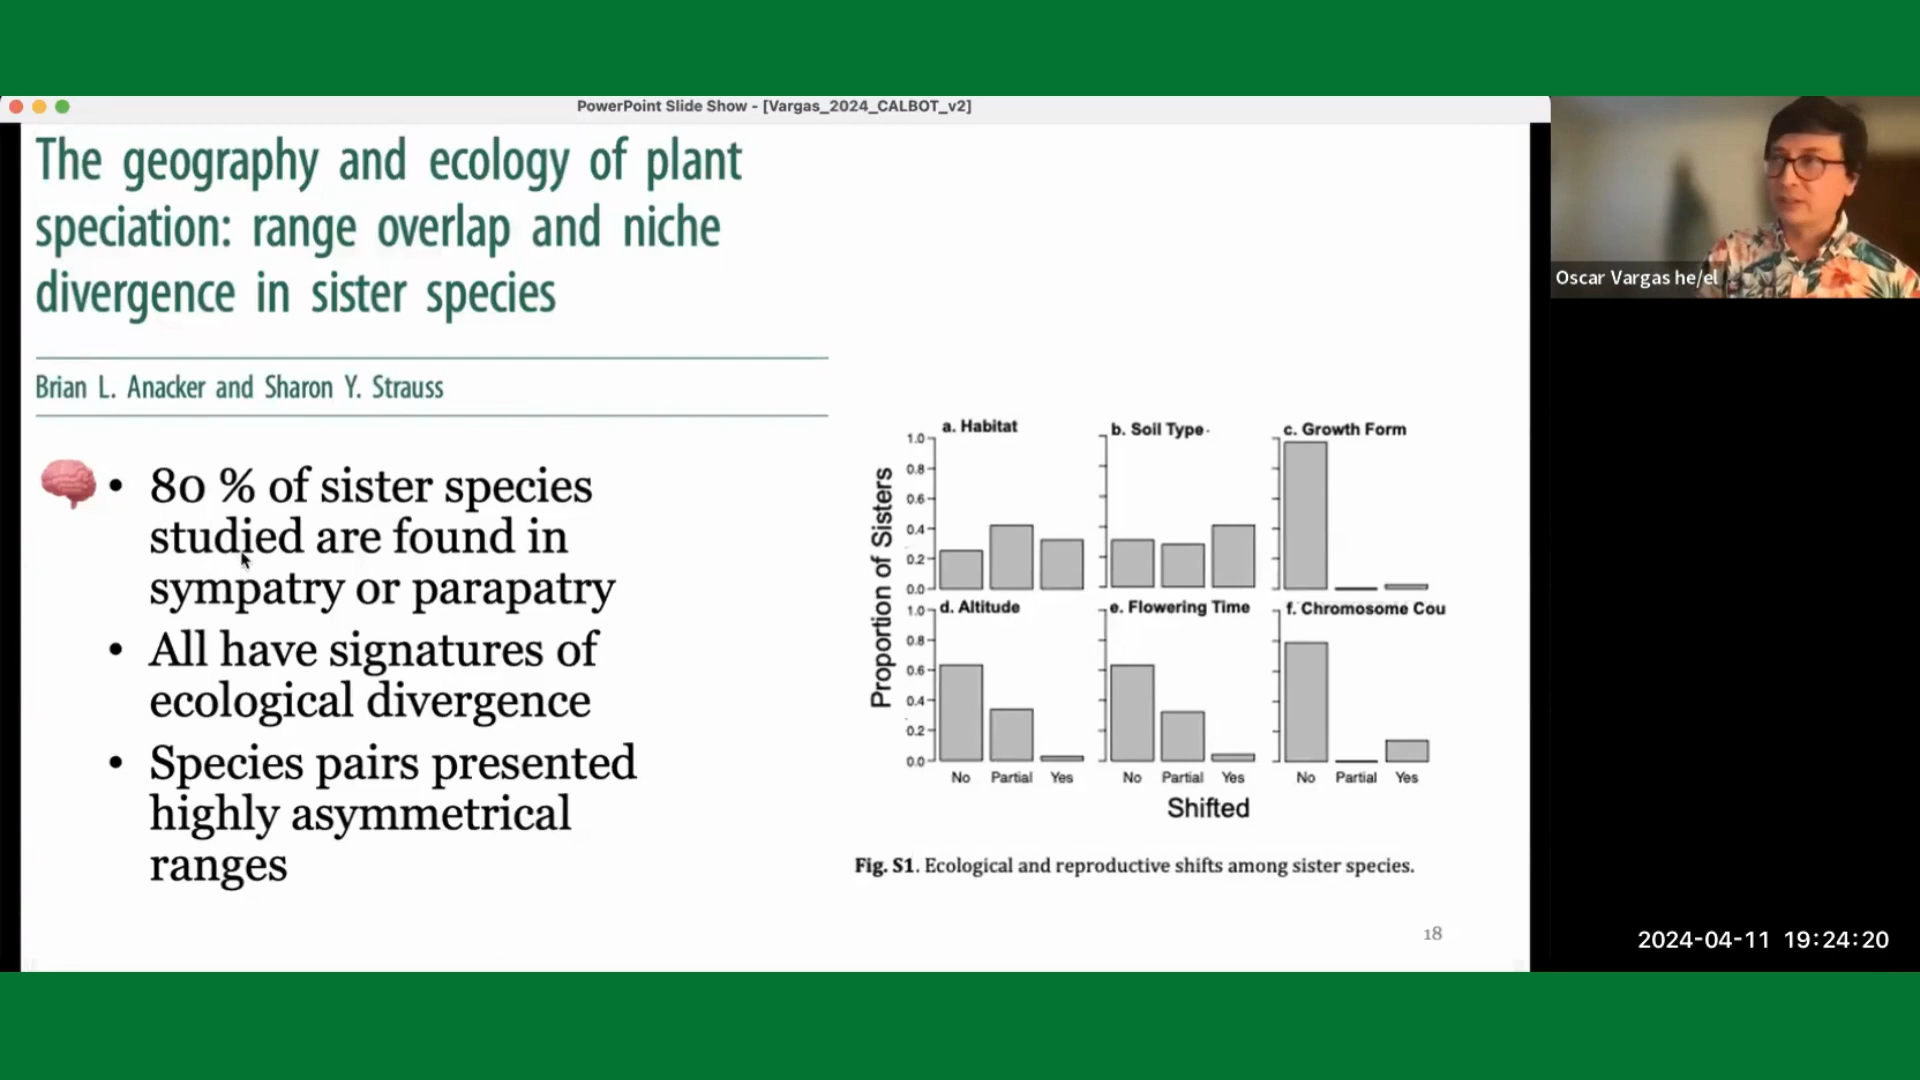 PowerPoint Slide Show - [Vargas_2024_CALBOT_v2]
The geography and ecology of plant
speciation: range overlap and niche
divergence in sister species
Brian L. Anacker and Sharon Y. Strauss
• 80 % of sister species
studied are found in
sympatry or parapatry
• All have signatures of
ecological divergence
• Species pairs presented
highly asymmetrical
ranges
Proportion of Sisters
a. Habitat
b. Soil Type
c. Growth Form
1.0
0.8
0.6
0.4
0.2
0.0
d. Altitude
e. Flowering Time
f. Chromosome Cou
1.0
0.8
0.6
0.4
0.2
0.0
No Partial Yes
No Partial Yes
No Partial Yes
Shifted
Fig. S1. Ecological and reproductive shifts among sister species.
18
Oscar Vargas he/el
2024-04-11 19:24:20